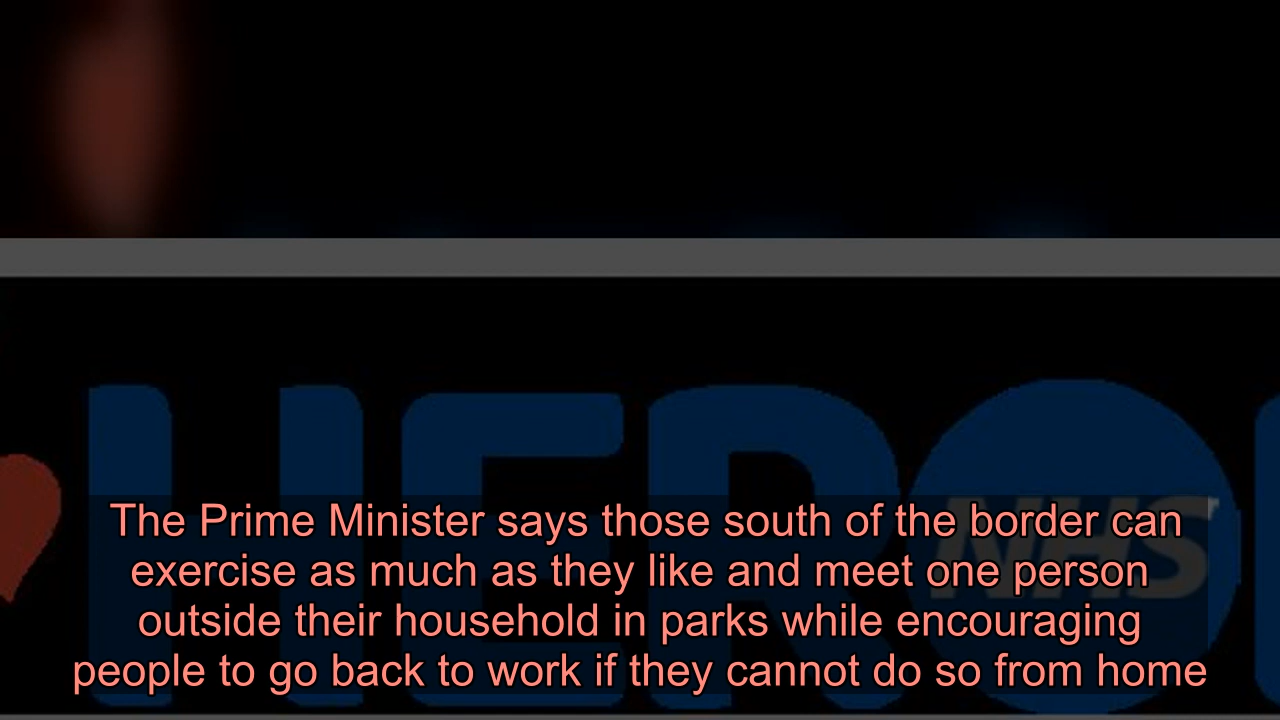 HERO
NHS
The Prime Minister says those south of the border can
exercise as much as they like and meet one person
outside their household in parks while encouraging
people to go back to work if they cannot do so from home